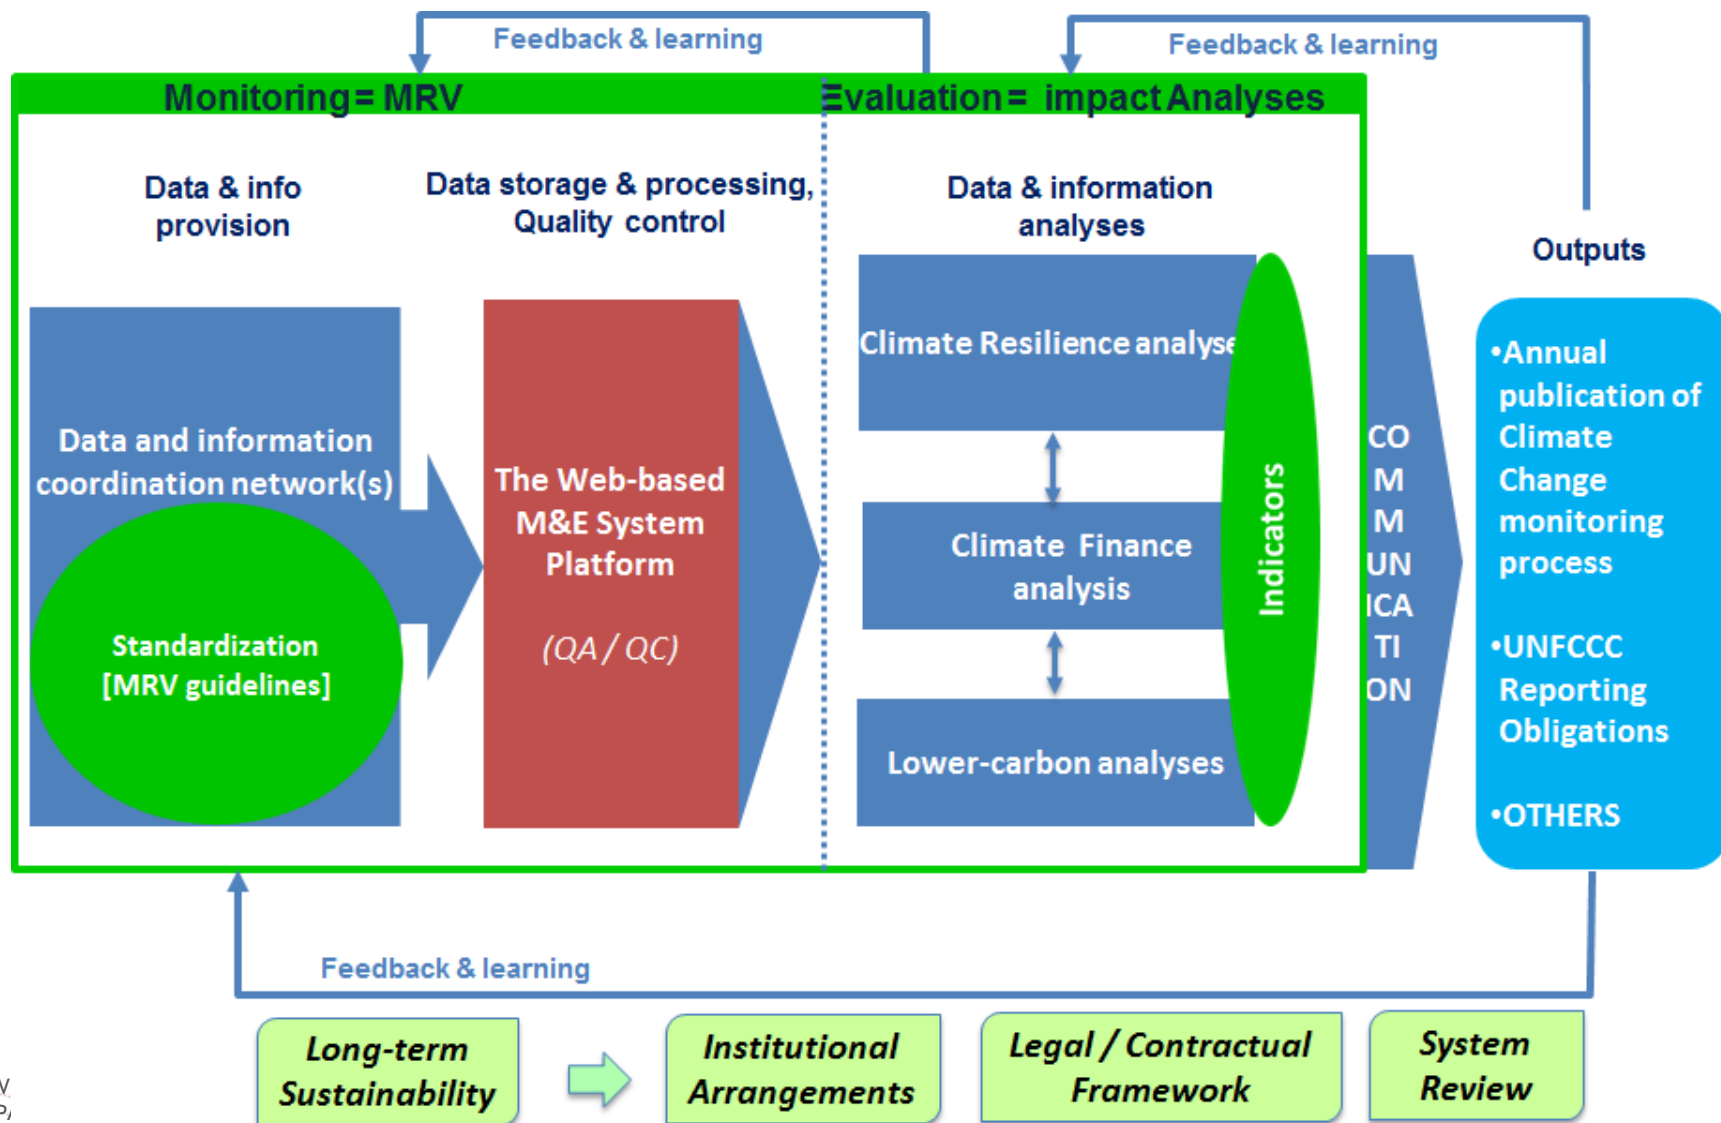 Feedback & learning
Feedback & learning
Monitoring = MRV
Evaluation = impact Analyses
Data & info
provision
Data storage & processing,
Quality control
Data & information
analyses
Outputs
Data and information
coordination network(s)
Standardization
[MRV guidelines]
The Web-based
M&E System
Platform
(QA / QC)
Climate Resilience analyse
Climate Finance
analysis
Lower-carbon analyses
Indicators
CO
M
M
UN
ICA
TI
ON
•Annual
publication of
Climate
Change
monitoring
process
•UNFCCC
Reporting
Obligations
•OTHERS
Feedback & learning
Long-term
Sustainability
Institutional
Arrangements
Legal / Contractual
Framework
System
Review